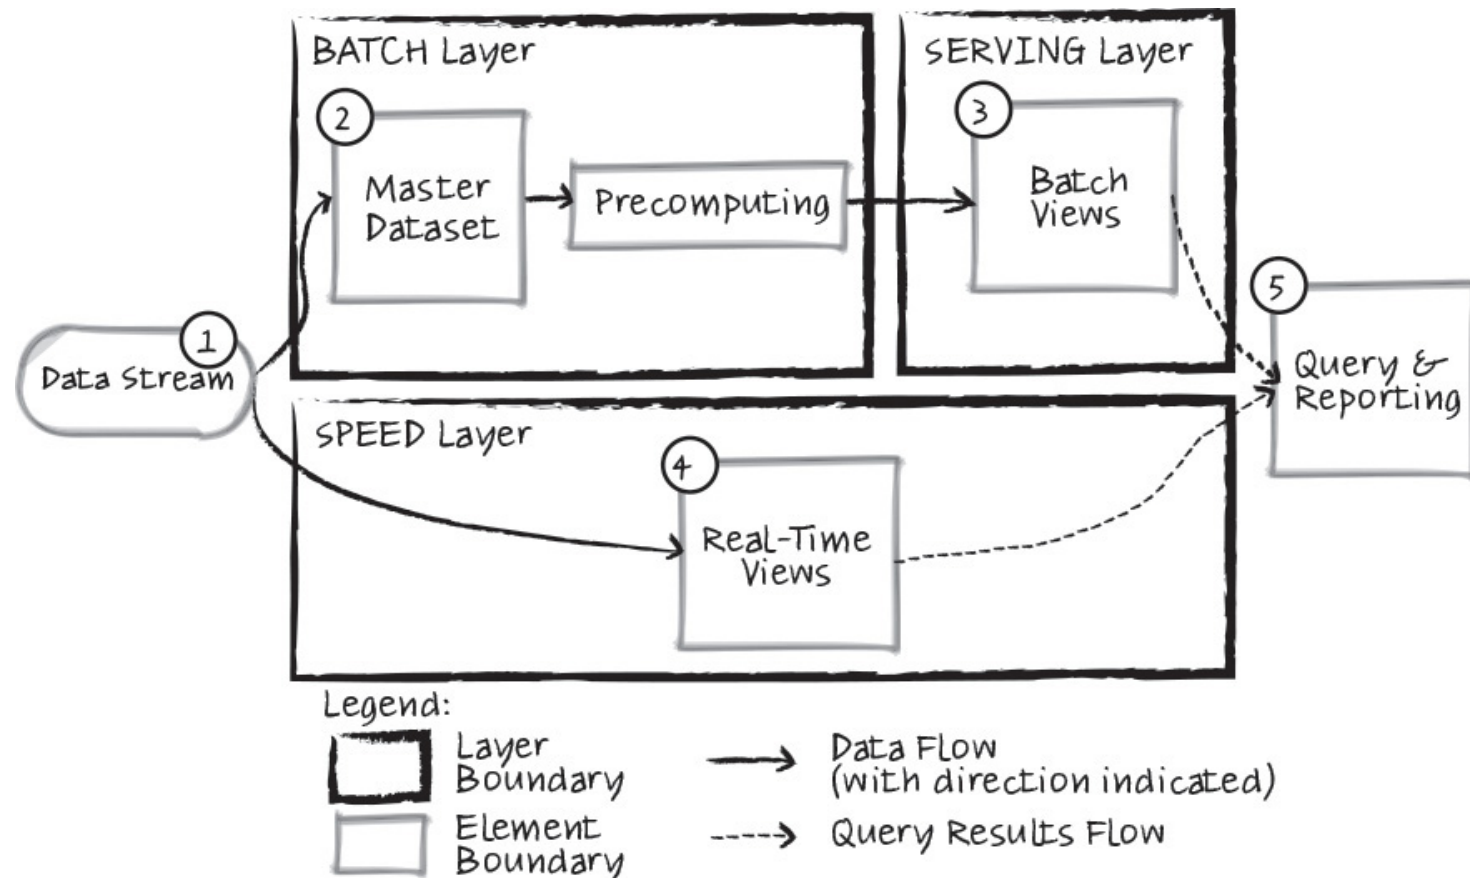 BATCH Layer
2
Master
Dataset
Precomputing
SERVING Layer
3
Batch
Views
1
Data Stream
5
Query &
Reporting
SPEED Layer
4
Real-Time
Views
Legend:
Layer
Boundary
Element
Boundary
Data Flow
(with direction indicated)
Query Results Flow